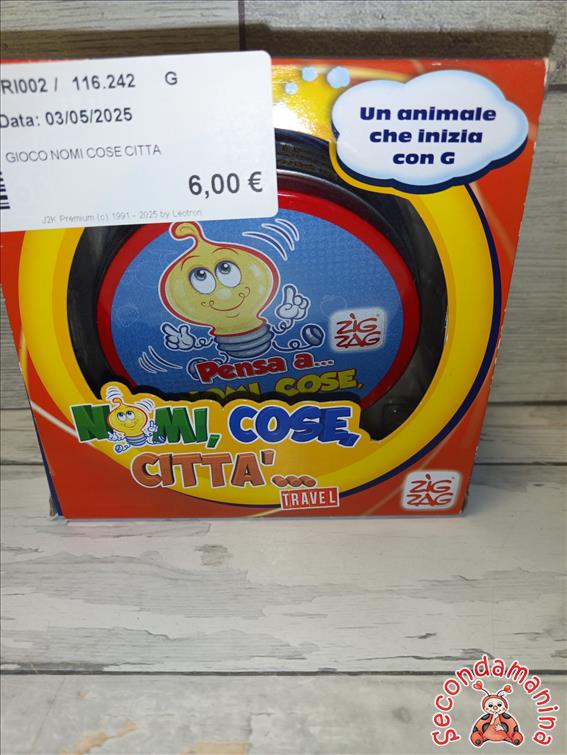 RI002 / 116.242 G
Data: 03/05/2025
GIOCO NOMI COSE CITTA
6,00 €
J2K Premium (c) 1991 - 2025 by Leotron
Un animale
che inizia
con G
ZIG
ZAG
Pensa a...
NOMI, COSE,
NOMI, COSE,
CITTA'...
TRAVEL
ZIG
ZAG
Secondamanina